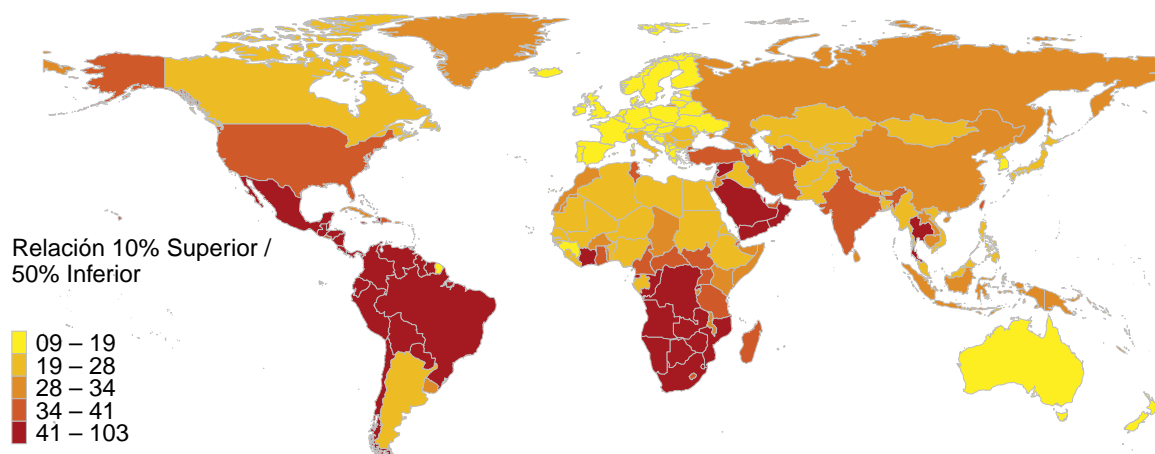 Relación 10% Superior /
50% Inferior
09 – 19
19 – 28
28 – 34
34 – 41
41 – 103